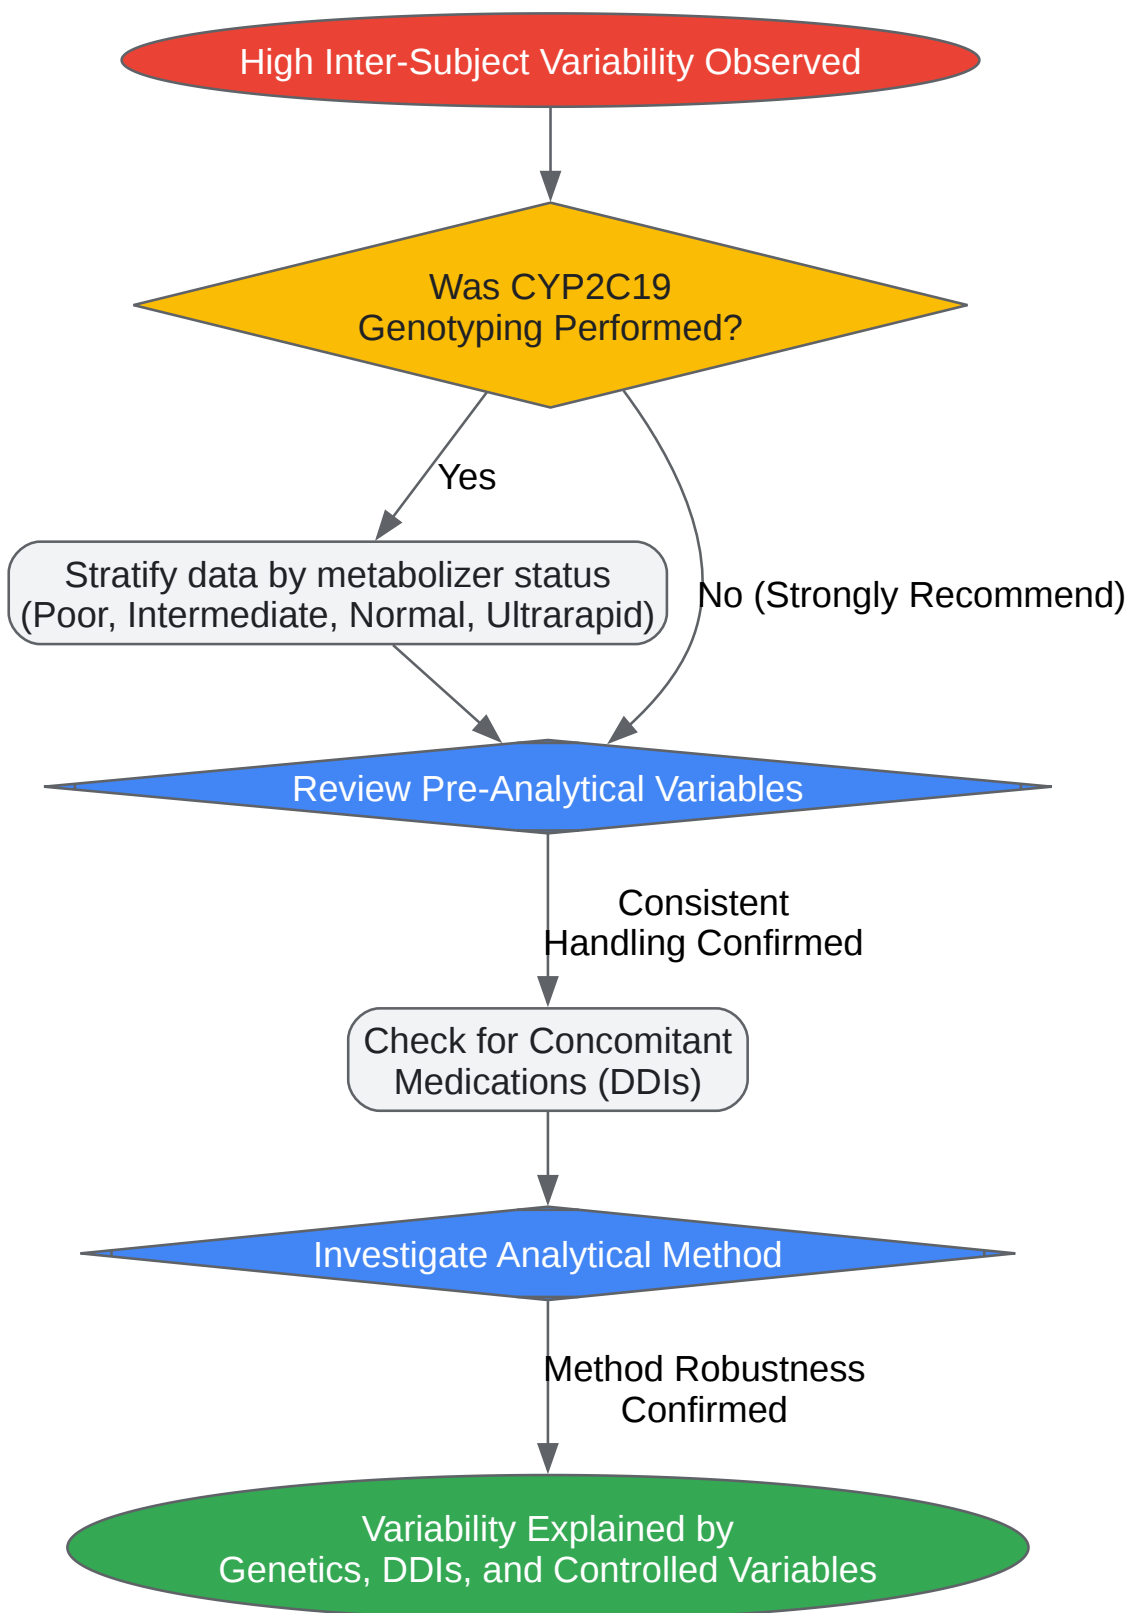 High Inter-Subject Variability Observed
Was CYP2C19
Genotyping Performed?
Yes
Stratify data by metabolizer status
(Poor, Intermediate, Normal, Ultrarapid)
No (Strongly Recommend)
Review Pre-Analytical Variables
Consistent
Handling Confirmed
Check for Concomitant
Medications (DDIs)
Investigate Analytical Method
Method Robustness
Confirmed
Variability Explained by
Genetics, DDIs, and Controlled Variables